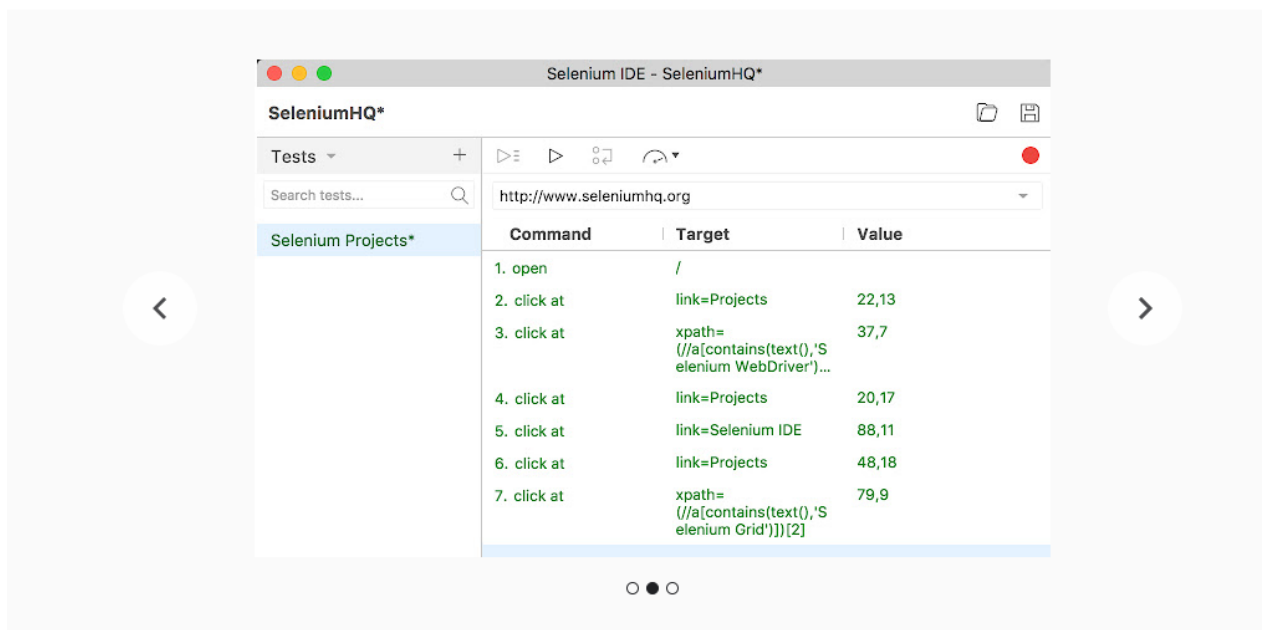 Selenium IDE - SeleniumHQ*
SeleniumHQ*
Tests
Search tests...
http://www.seleniumhq.org
Selenium Projects*
Command Target Value
1. open /
2. click at link=Projects 22,13
3. click at xpath= 37,7
(//a[contains(text(),'S
elenium WebDriver')...
4. click at link=Projects 20,17
5. click at link=Selenium IDE 88,11
6. click at link=Projects 48,18
7. click at xpath= 79,9
(//a[contains(text(),'S
elenium Grid')])[2]